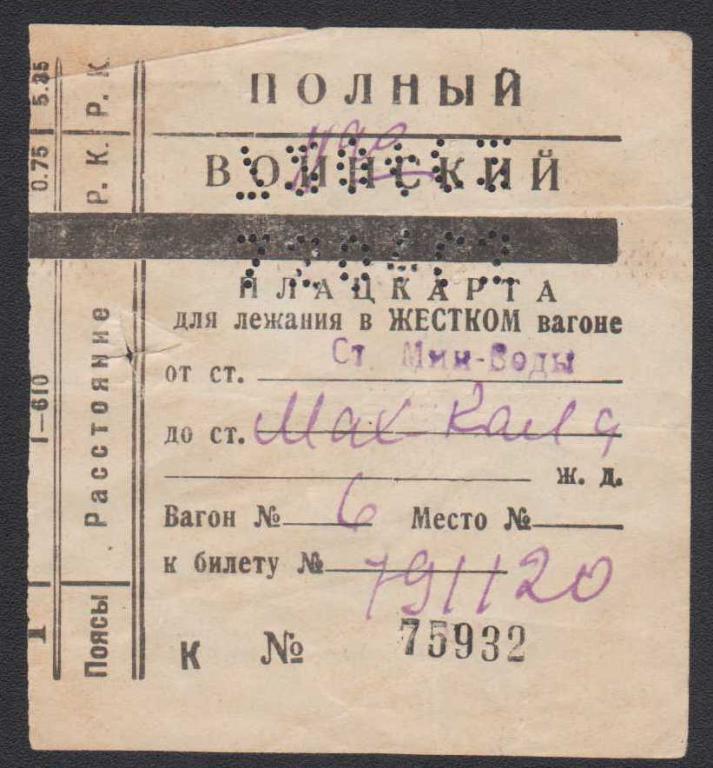 ПОЛНЫЙ
ВОИНСКИЙ
ПЛАЦКАРТА
для лежания в ЖЕСТКОМ вагоне
от ст. Ст Мин-Воды
до ст. Мах-Кала
ж. д.
Вагон № 6 Место №
к билету № 791120
К № 75932
Поясы Расстояние Р. К. Р. К.
1 1—610 0.75 5.35